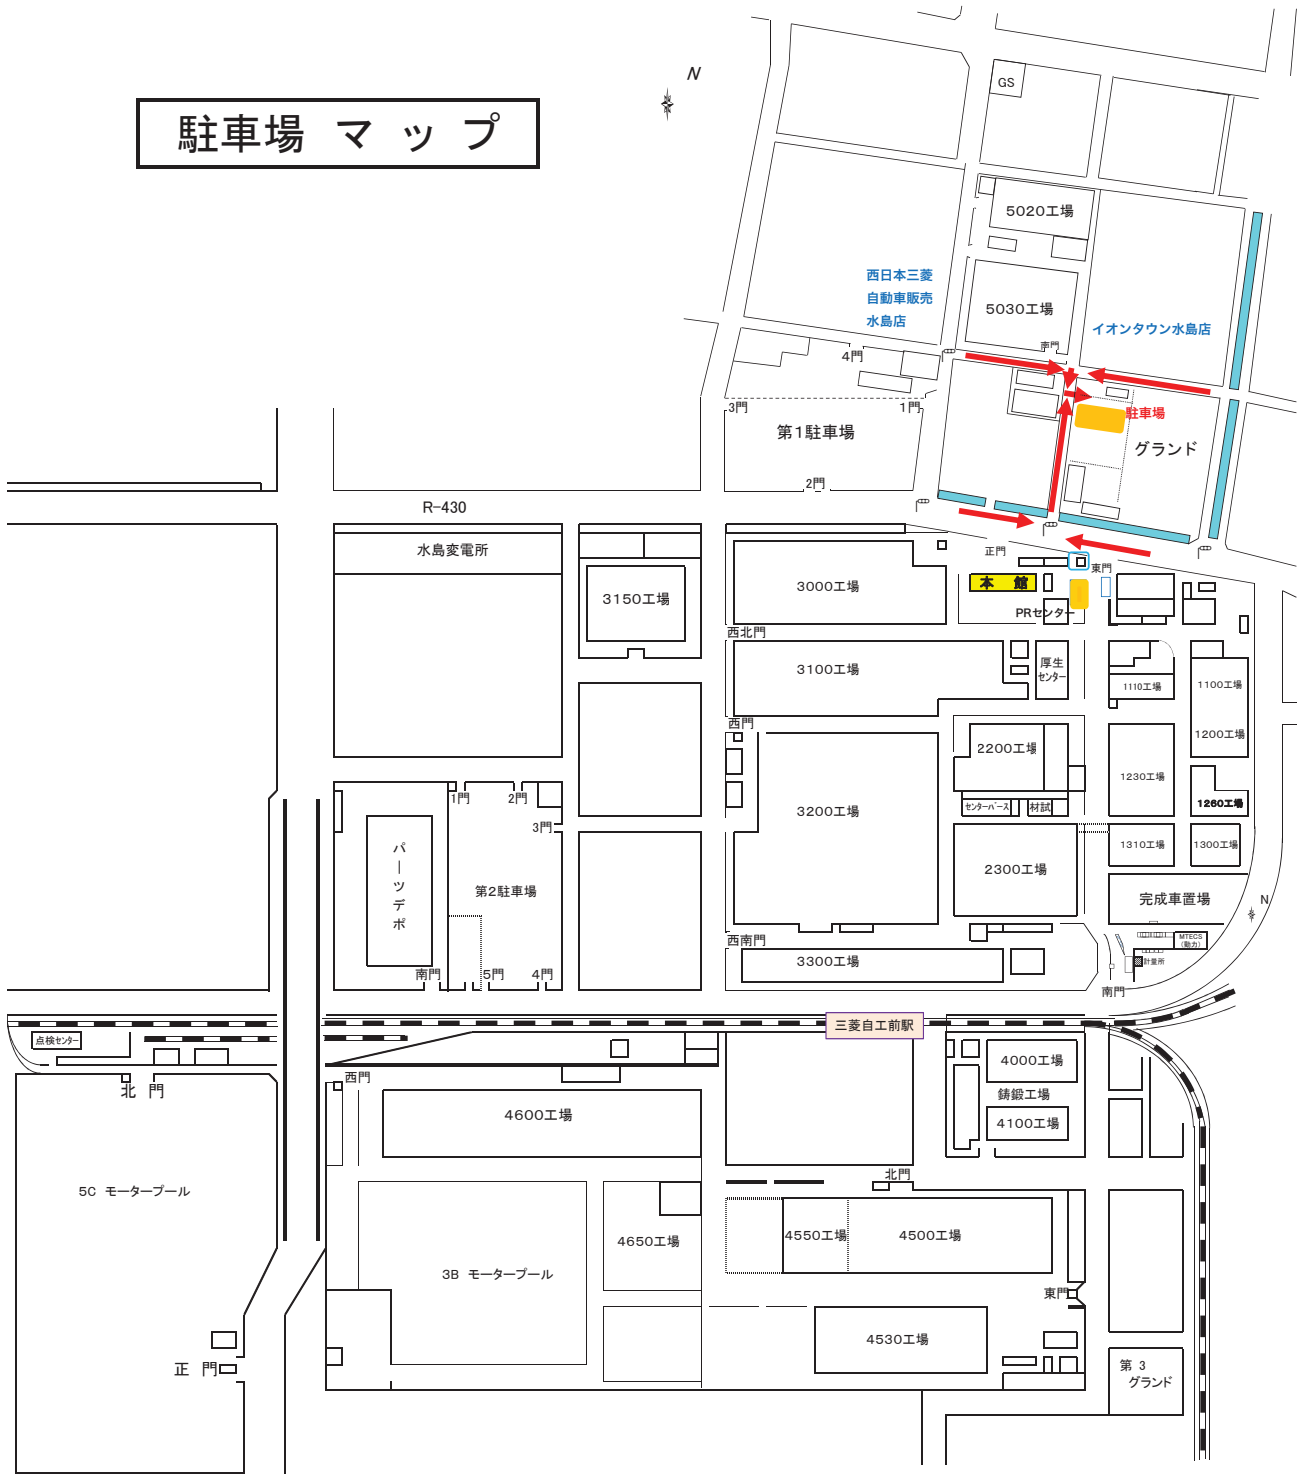 N
駐車場 マ ッ プ
GS
5020工場
西日本三菱
自動車販売
水島店
5030工場
イオンタウン水島店
南門
4門
3門
1門
駐車場
第1駐車場
グランド
2門
R-430
水島変電所
正門
東門
本 館
3000工場
3150工場
PRセンター
西北門
3100工場
厚生
センター
1110工場
1100工場
西門
2200工場
1200工場
1230工場
1門
2門
3門
3200工場
センターバース
材試
1260工場
パーツデポ
1310工場
1300工場
2300工場
第2駐車場
完成車置場
N
西南門
MTECS
(動力)
3300工場
計量所
南門
5門
4門
南門
三菱自工前駅
点検センター
4000工場
西門
北 門
鋳鍛工場
4600工場
4100工場
北門
5C モータープール
4650工場
4550工場
4500工場
3B モータープール
東門
4530工場
正 門
第 3
グランド